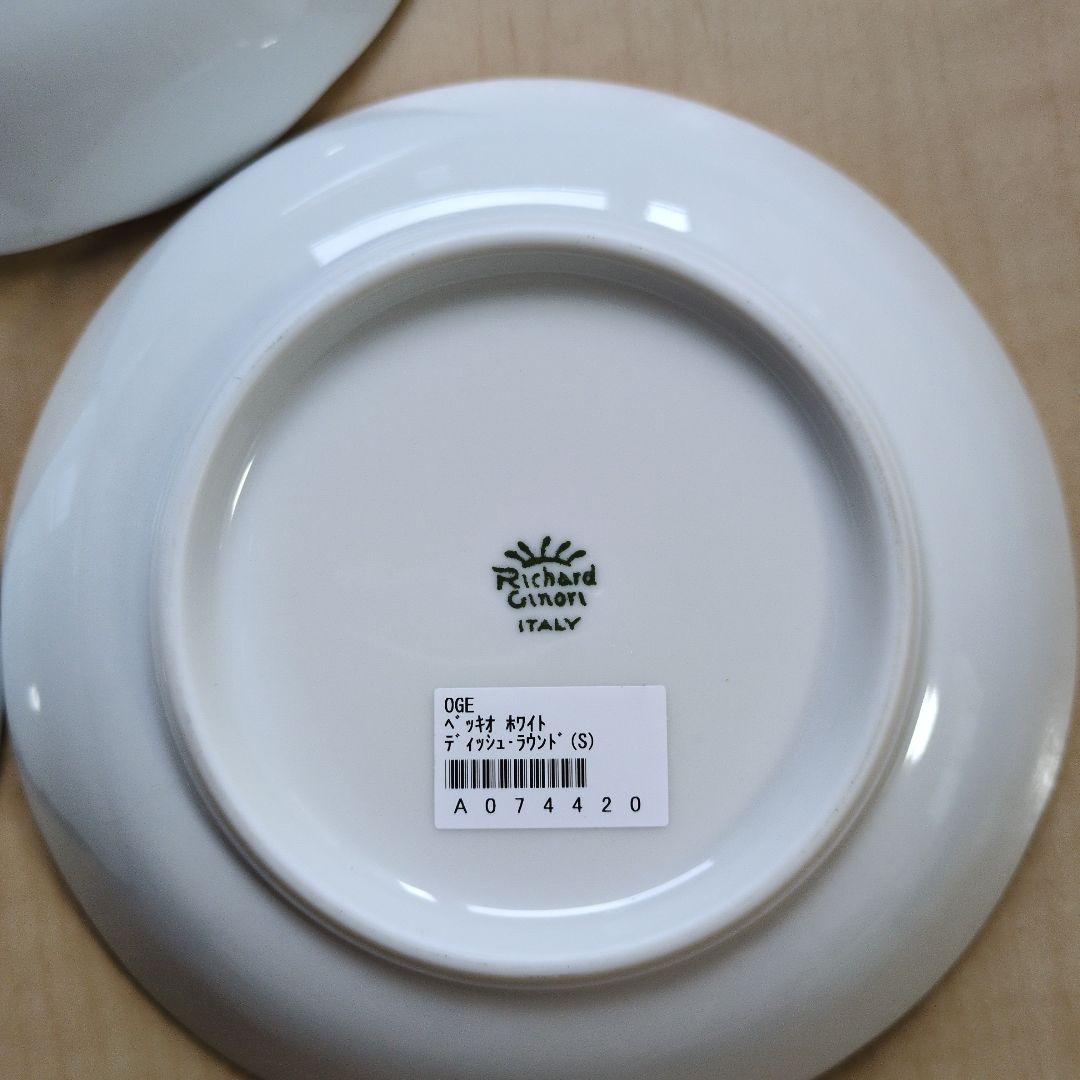 Richard
Ginori
ITALY
OGE
ﾍﾞｯｷｵ ﾎﾜｲﾄ
ﾃﾞｨｯｼｭ-ﾗｳﾝﾄﾞ(S)
A074420